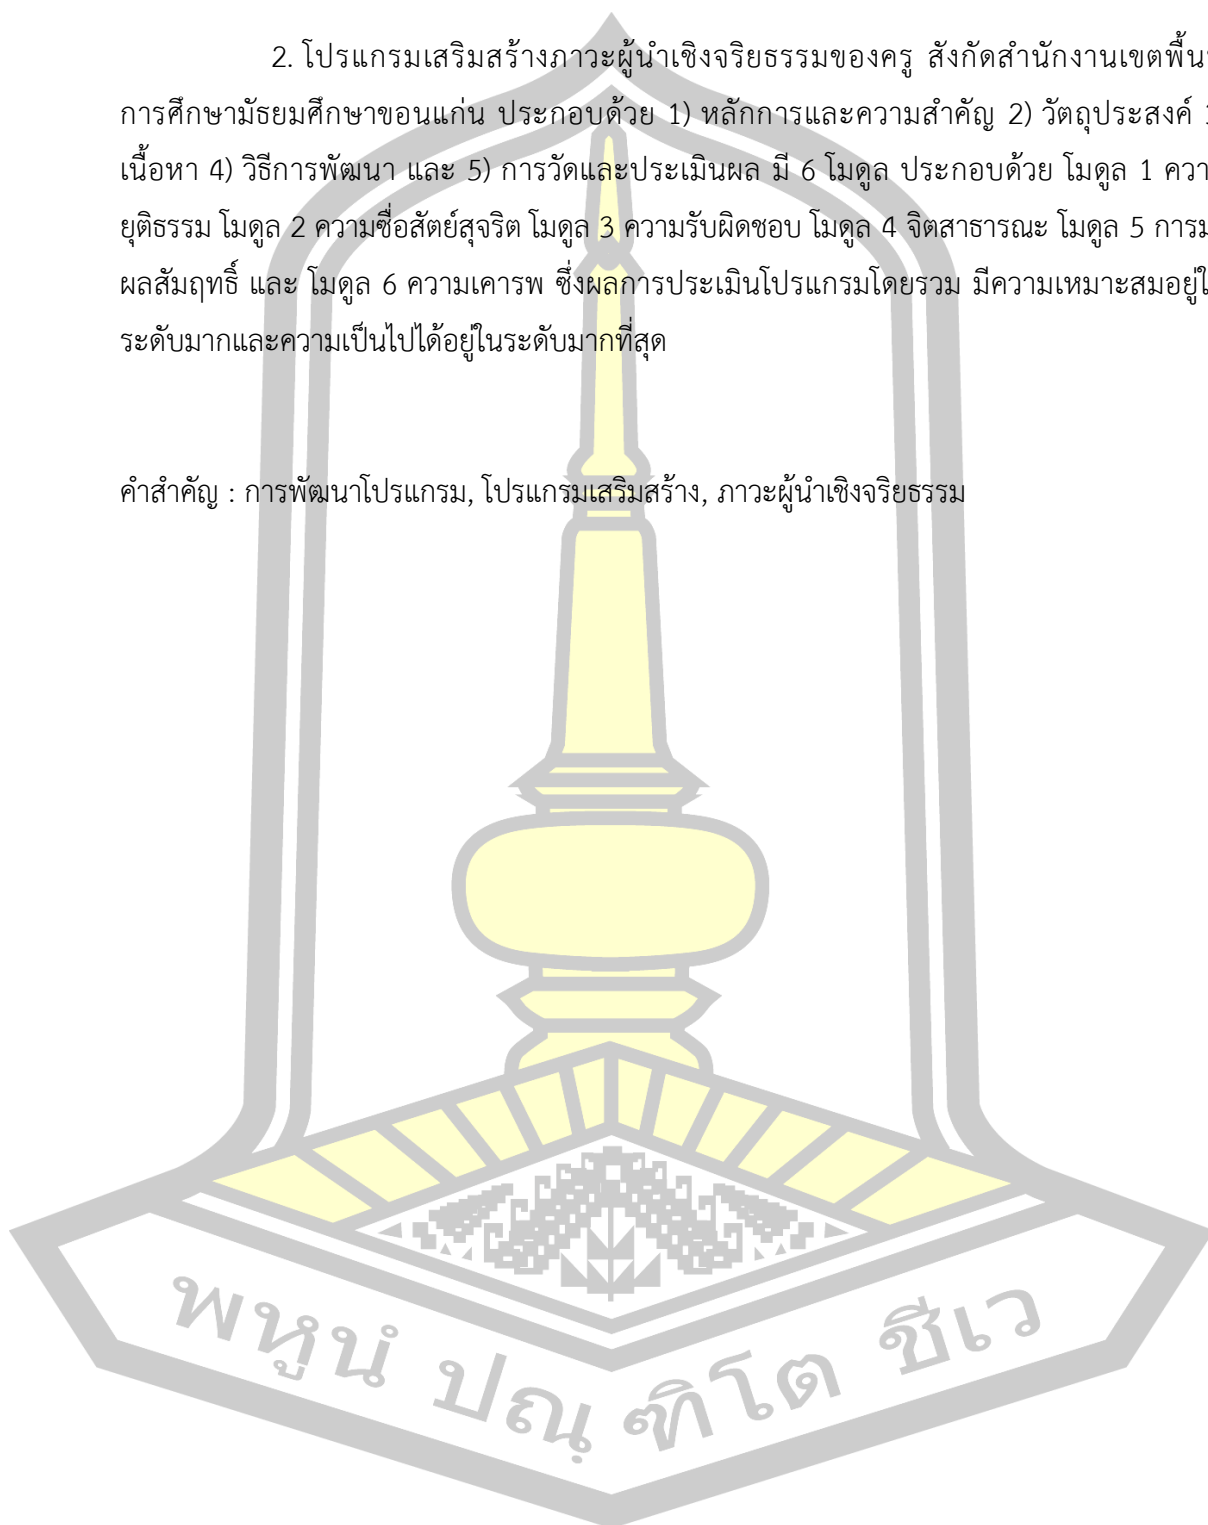 2. โปรแกรมเสริมสร้างภาวะผู้นำเชิงจริยธรรมของครู สังกัดสำนักงานเขตพื้น
การศึกษามัธยมศึกษาขอนแก่น ประกอบด้วย 1) หลักการและความสำคัญ 2) วัตถุประสงค์
เนื้อหา 4) วิธีการพัฒนา และ 5) การวัดและประเมินผล มี 6 โมดูล ประกอบด้วย โมดูล 1 ควา
ยุติธรรม โมดูล 2 ความซื่อสัตย์สุจริต โมดูล 3 ความรับผิดชอบ โมดูล 4 จิตสาธารณะ โมดูล 5 การม
ผลสัมฤทธิ์ และ โมดูล 6 ความเคารพ ซึ่งผลการประเมินโปรแกรมโดยรวม มีความเหมาะสมอยู่ใ
ระดับมากและความเป็นไปได้อยู่ในระดับมากที่สุด
คำสำคัญ : การพัฒนาโปรแกรม, โปรแกรมเสริมสร้าง, ภาวะผู้นำเชิงจริยธรรม
พหูนํ ปณฺฑิโต ชีเว